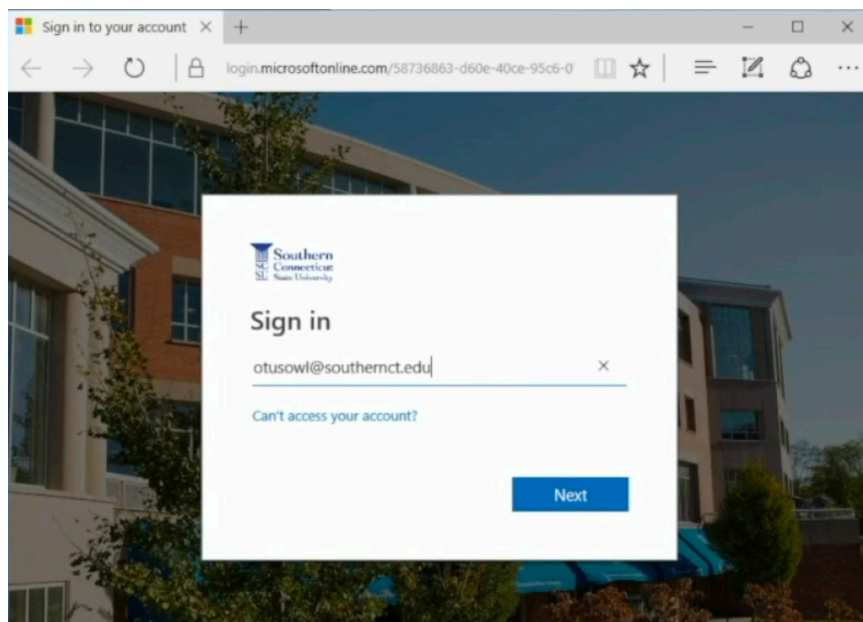 Sign in to your account
login.microsoftonline.com/58736863-d60e-40ce-95c6-0
Southern
Connecticut
State University
Sign in
otusowl@southernct.edu
Can't access your account?
Next